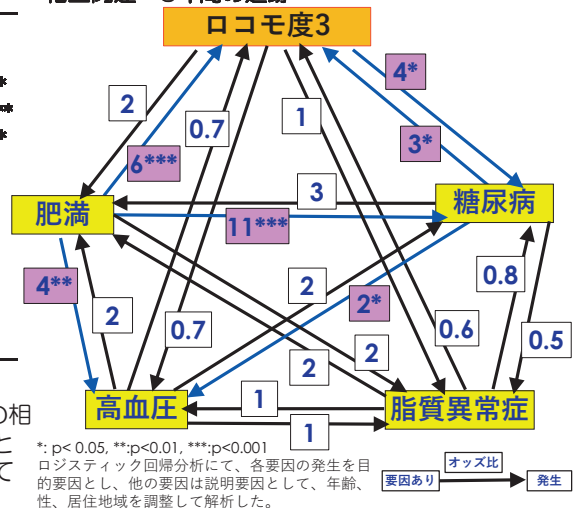 ロコモ度3
*
**
*
4*
2
0.7
1
3*
6***
3
糖尿病
肥満
11***
4**
2
2
2*
0.8
0.7
0.6
0.5
2
2
1
高血圧
脂質異常症
1
の相
と
て
*: p< 0.05, **:p<0.01, ***:p<0.001
ロジスティック回帰分析にて、各要因の発生を目
的要因とし、他の要因は説明要因として、年齢、
性、居住地域を調整して解析した。
オッズ比
要因あり
発生